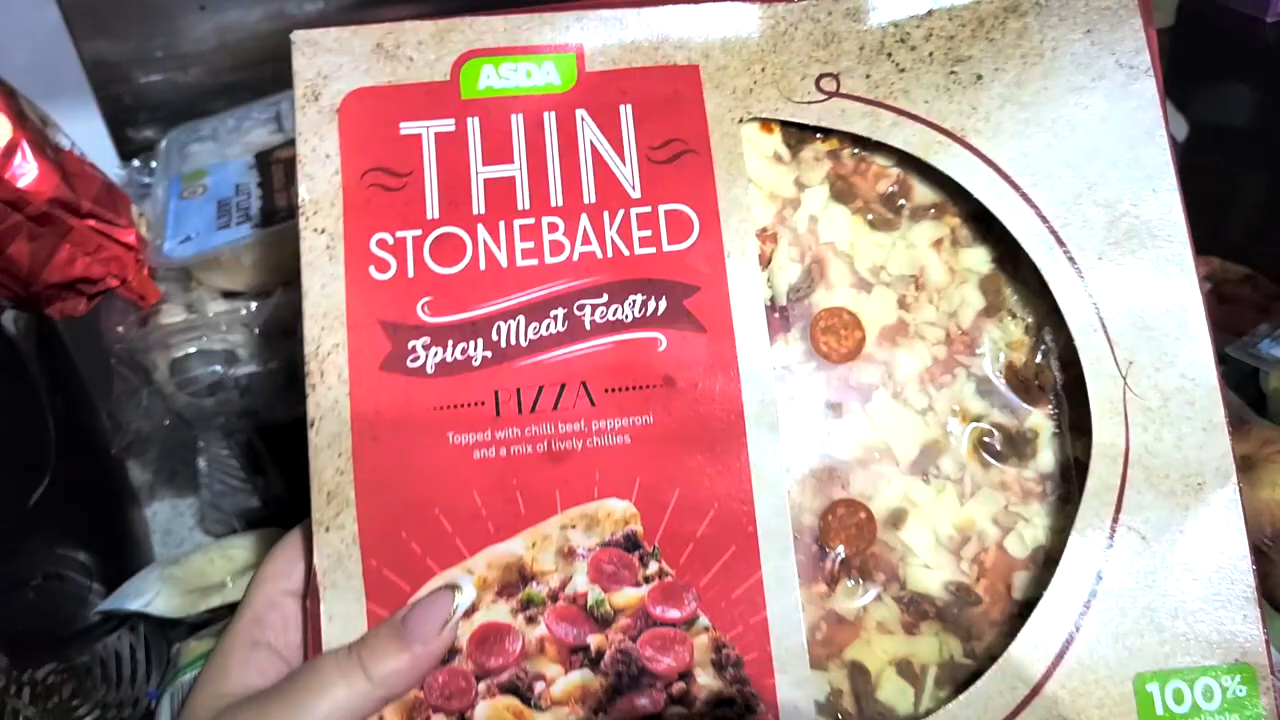 ASDA
THIN
STONEBAKED
Spicy Meat Feast
PIZZA
Topped with chilli beef, pepperoni
and a mix of lively chillies
100%